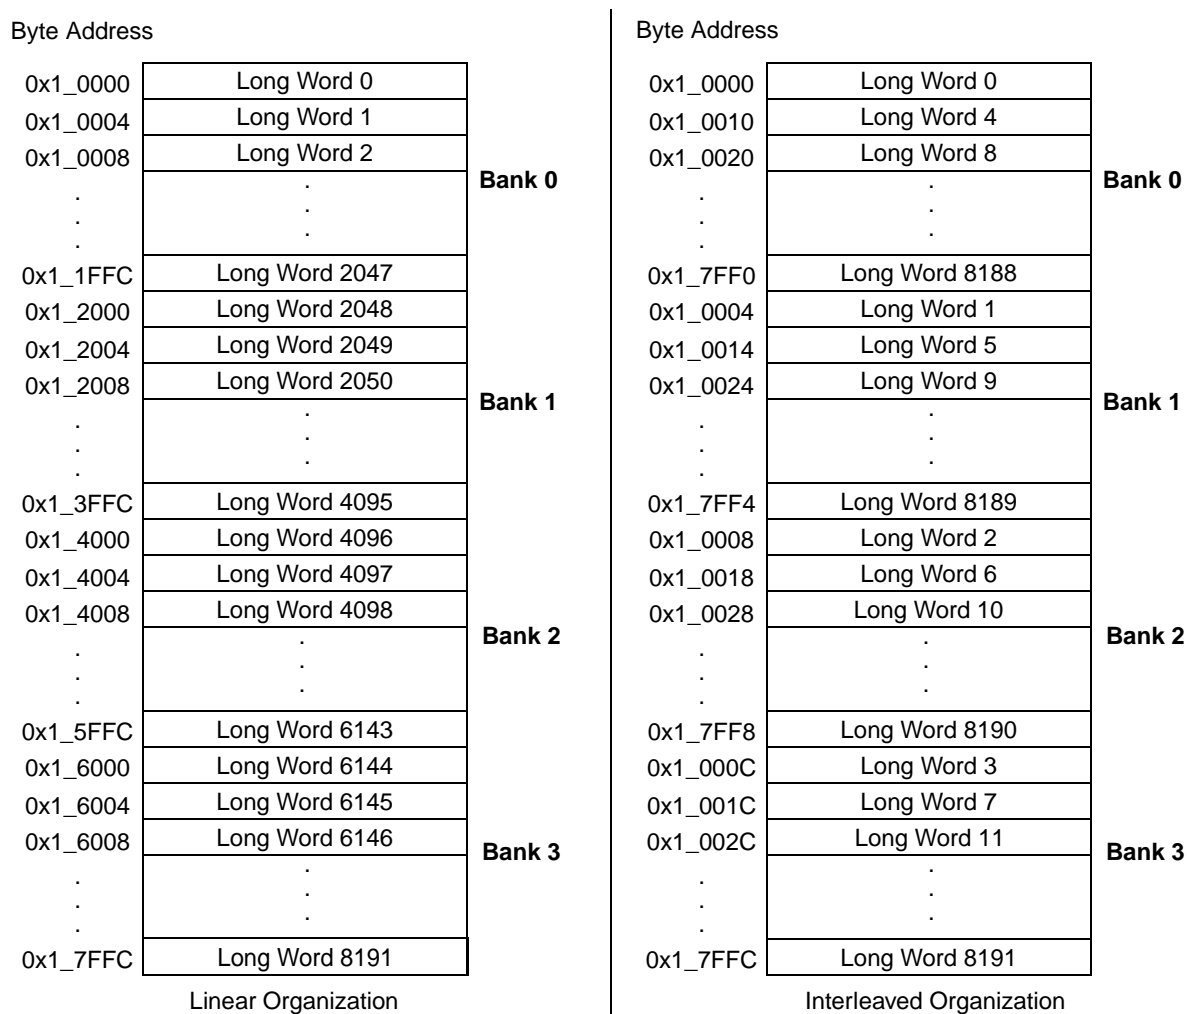 Byte Address
0x1_0000 Long Word 0
0x1_0004 Long Word 1
0x1_0008 Long Word 2
Bank 0
.
.
.
0x1_1FFC Long Word 2047
0x1_2000 Long Word 2048
0x1_2004 Long Word 2049
0x1_2008 Long Word 2050
Bank 1
.
.
.
0x1_3FFC Long Word 4095
0x1_4000 Long Word 4096
0x1_4004 Long Word 4097
0x1_4008 Long Word 4098
Bank 2
.
.
.
0x1_5FFC Long Word 6143
0x1_6000 Long Word 6144
0x1_6004 Long Word 6145
0x1_6008 Long Word 6146
Bank 3
.
.
.
0x1_7FFC Long Word 8191
Linear Organization
Byte Address
0x1_0000 Long Word 0
0x1_0010 Long Word 4
0x1_0020 Long Word 8
Bank 0
.
.
.
0x1_7FF0 Long Word 8188
0x1_0004 Long Word 1
0x1_0014 Long Word 5
0x1_0024 Long Word 9
Bank 1
.
.
.
0x1_7FF4 Long Word 8189
0x1_0008 Long Word 2
0x1_0018 Long Word 6
0x1_0028 Long Word 10
Bank 2
.
.
.
0x1_7FF8 Long Word 8190
0x1_000C Long Word 3
0x1_001C Long Word 7
0x1_002C Long Word 11
Bank 3
.
.
.
0x1_7FFC Long Word 8191
Interleaved Organization